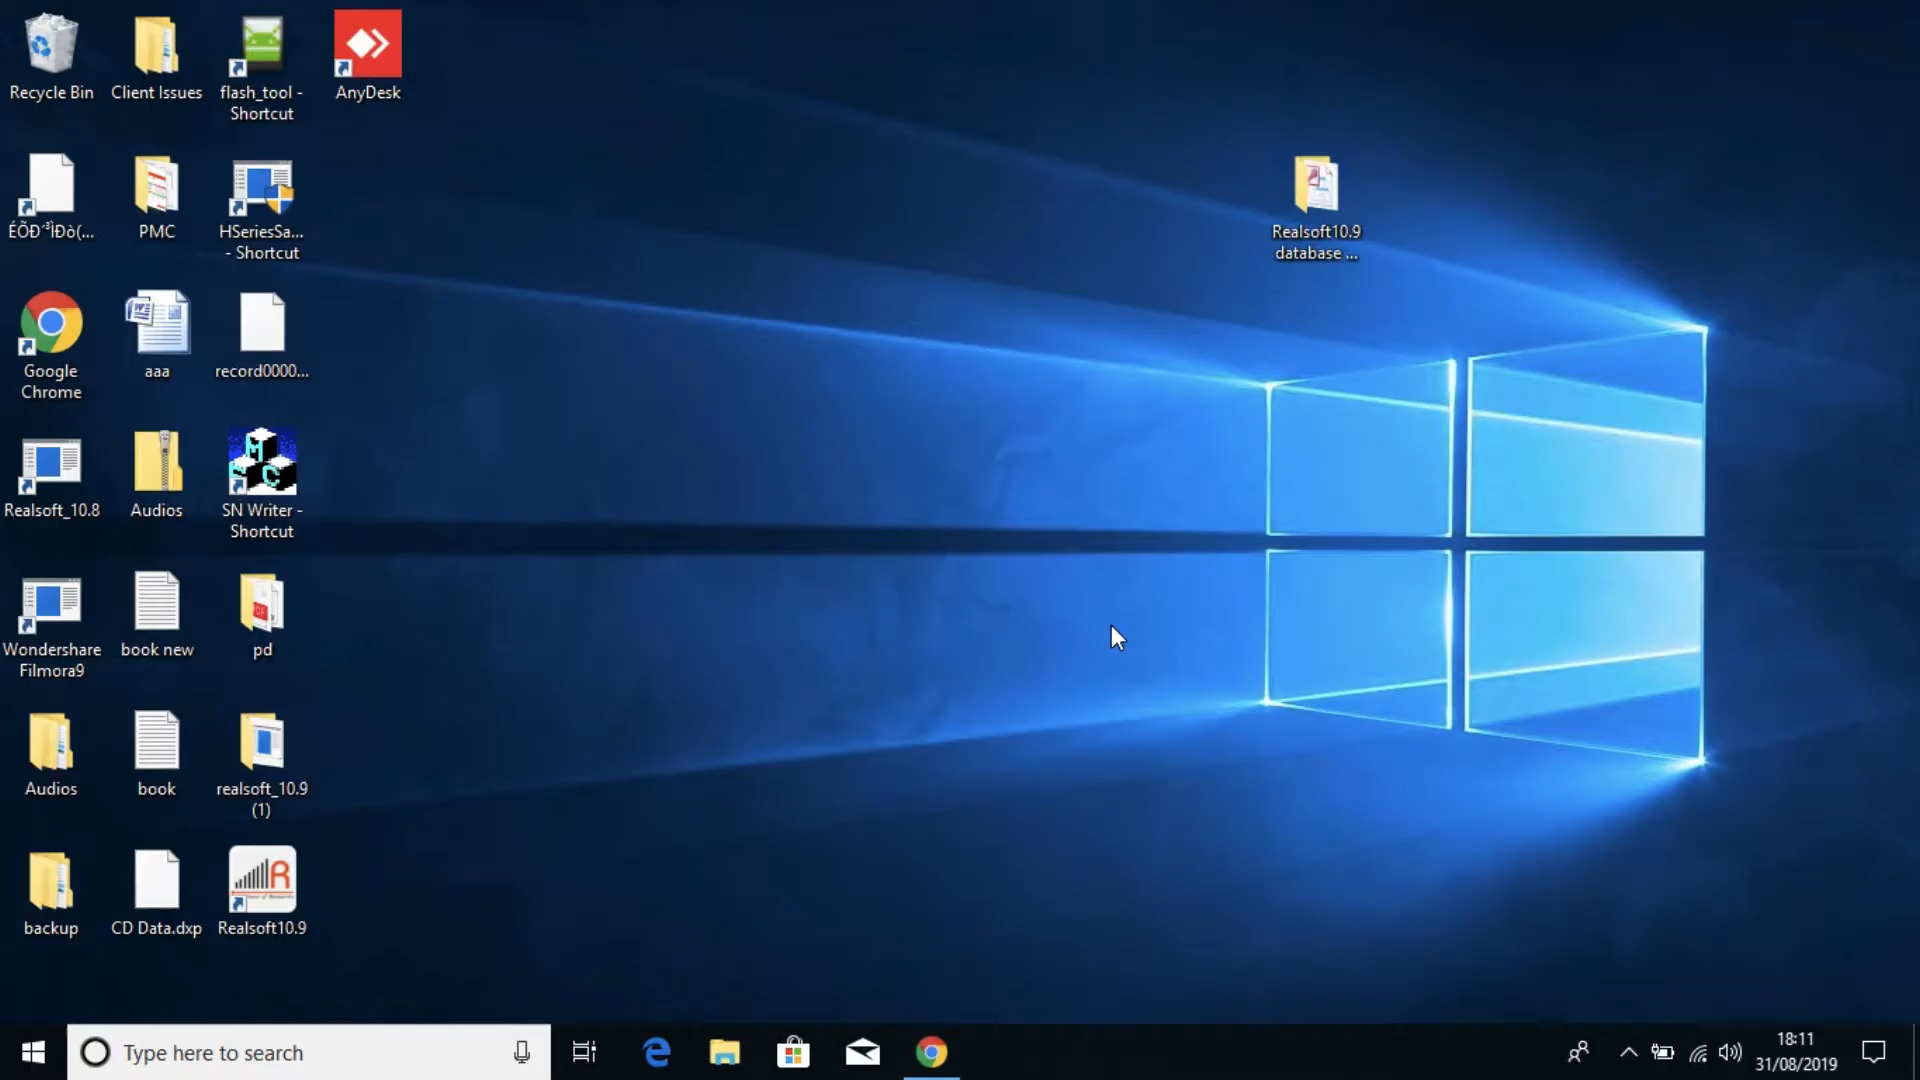 Recycle Bin
Client Issues
flash_tool -
Shortcut
AnyDesk
ÉÕÐ´³ÌÐò(...
PMC
HSeriesSa...
- Shortcut
Realsoft10.9
database ...
Google
Chrome
aaa
record0000...
Realsoft_10.8
Audios
SN Writer -
Shortcut
Wondershare
Filmora9
book new
pd
Audios
book
realsoft_10.9
(1)
backup
CD Data.dxp
Realsoft10.9
Type here to search
18:11
31/08/2019